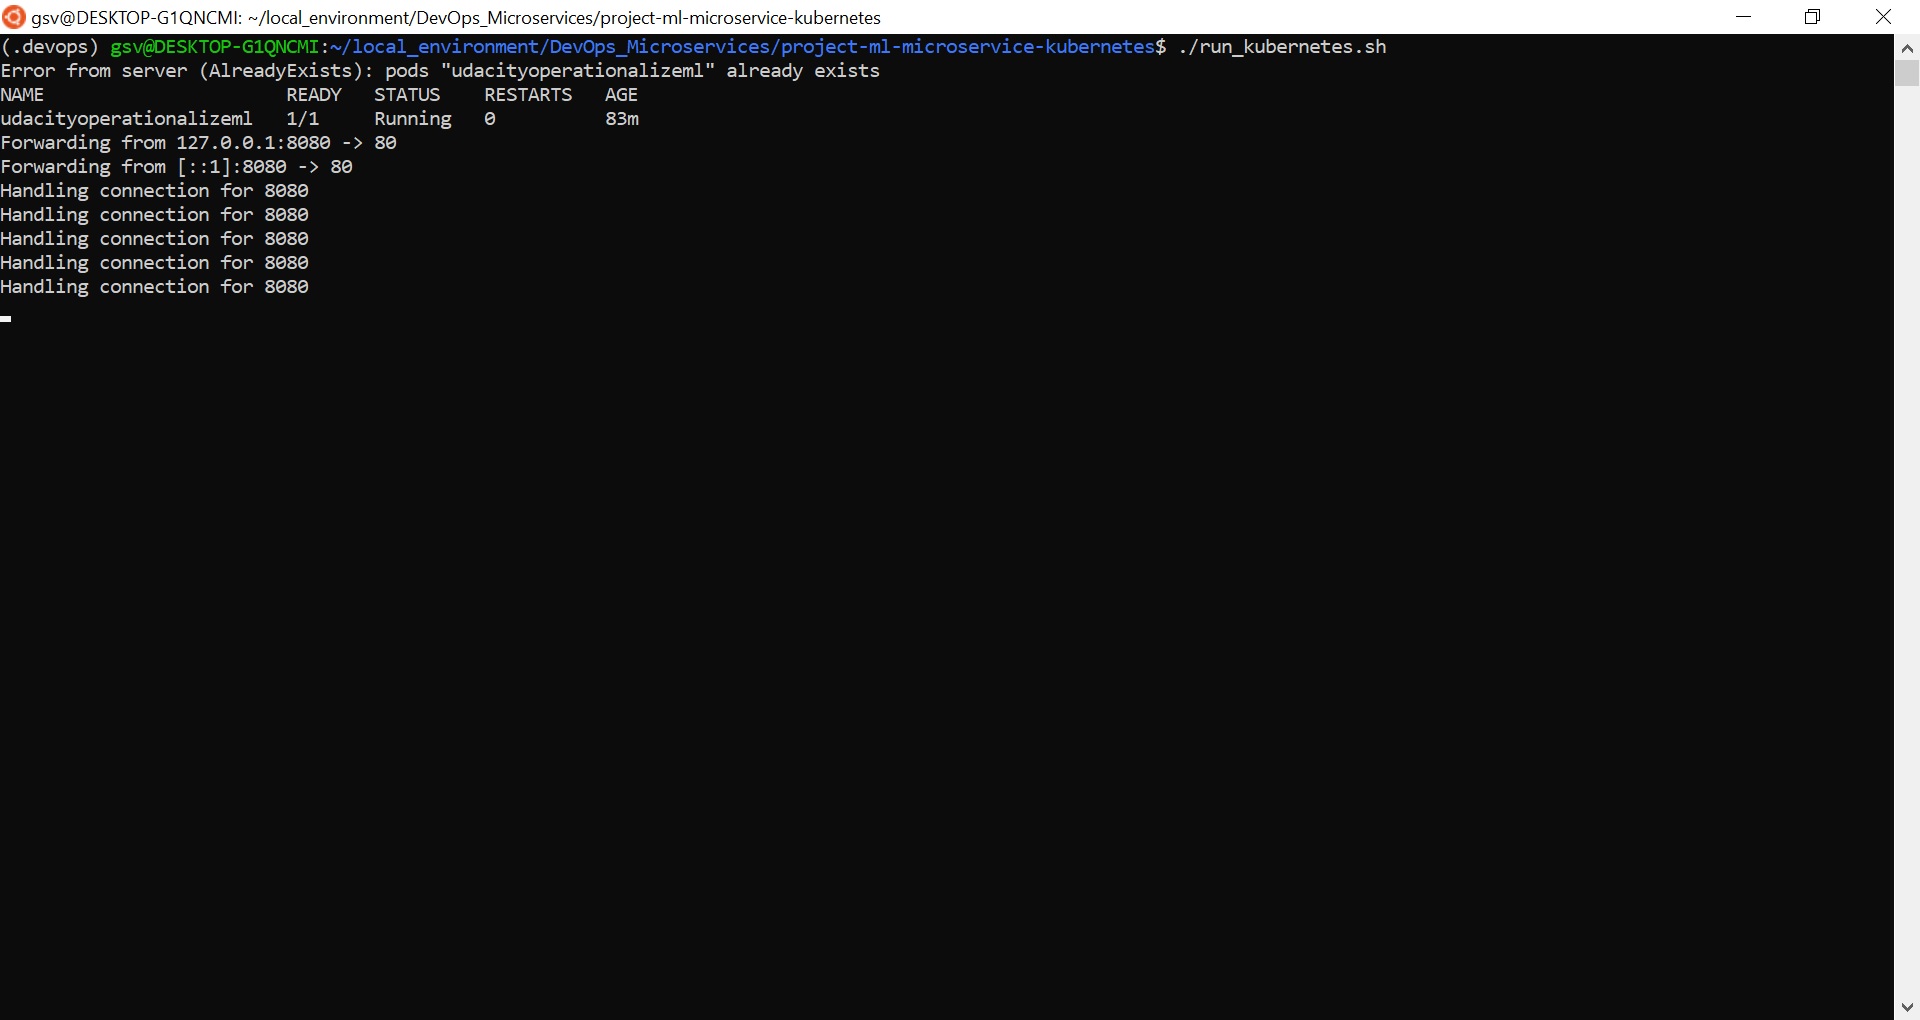 gsv@DESKTOP-G1QNCMI: ~/local_environment/DevOps_Microservices/project-ml-microservice-kubernetes
(.devops) gsv@DESKTOP-G1QNCMI:~/local_environment/DevOps_Microservices/project-ml-microservice-kubernetes$ ./run_kubernetes.sh
Error from server (AlreadyExists): pods "udacityoperationalizeml" already exists
NAME                      READY   STATUS    RESTARTS   AGE
udacityoperationalizeml   1/1     Running   0          83m
Forwarding from 127.0.0.1:8080 -> 80
Forwarding from [::1]:8080 -> 80
Handling connection for 8080
Handling connection for 8080
Handling connection for 8080
Handling connection for 8080
Handling connection for 8080